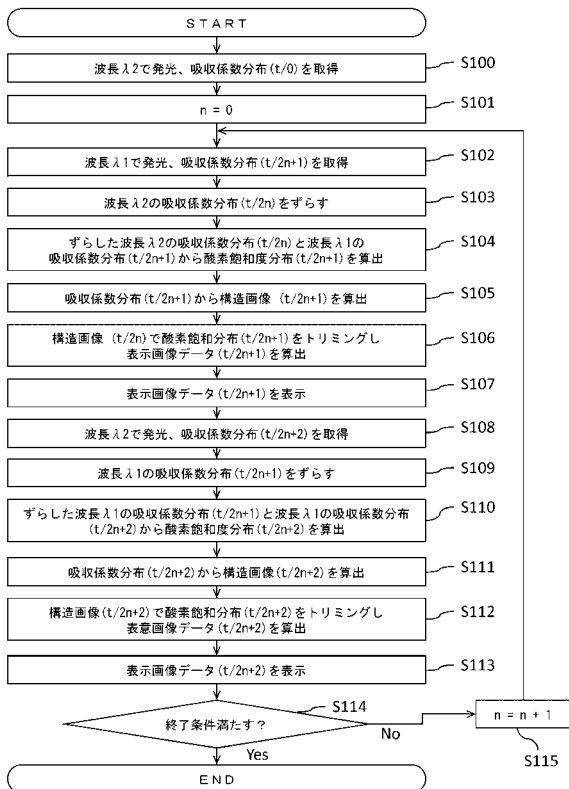 START
波長λ2で発光、吸収係数分布(t/0)を取得
S100
n = 0
S101
波長λ1で発光、吸収係数分布(t/2n+1)を取得
S102
波長λ2の吸収係数分布(t/2n)をずらす
S103
ずらした波長λ2の吸収係数分布(t/2n)と波長λ1の
吸収係数分布(t/2n+1)から酸素飽和度分布(t/2n+1)を算出
S104
吸収係数分布(t/2n+1)から構造画像 (t/2n+1)を算出
S105
構造画像 (t/2n)で酸素飽和分布(t/2n+1)をトリミングし
表示画像データ(t/2n+1)を算出
S106
表示画像データ(t/2n+1)を表示
S107
波長λ2で発光、吸収係数分布(t/2n+2)を取得
S108
波長λ1の吸収係数分布(t/2n+1)をずらす
S109
ずらした波長λ1の吸収係数分布(t/2n+1)と波長λ1の吸収係数分布
(t/2n+2)から酸素飽和度分布(t/2n+2)を算出
S110
吸収係数分布(t/2n+2)から構造画像(t/2n+2)を算出
S111
構造画像(t/2n+2)で酸素飽和分布(t/2n+2)をトリミングし
表意画像データ(t/2n+2)を算出
S112
表示画像データ(t/2n+2)を表示
S113
終了条件満たす?
S114
No
n = n + 1
S115
Yes
END